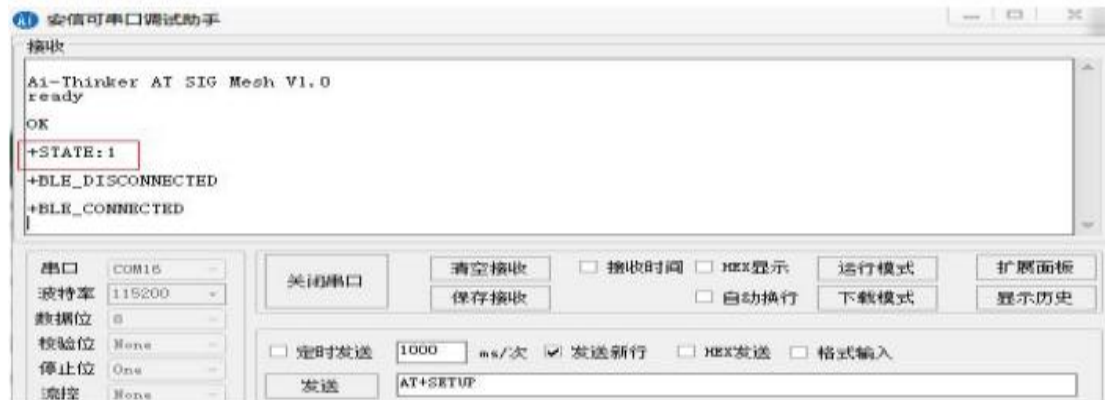 安信可串口调试助手
接收
Ai-Thinker AT SIG Mesh V1.0
ready
OK
+STATE:1
+BLE_DISCONNECTED
+BLE_CONNECTED
串口 COM16 关闭串口 清空接收 接收时间 HEX显示 运行模式 扩展面板
波特率 115200 保存接收 自动换行 下载模式 显示历史
数据位 8
校验位 None 定时发送 1000 ms/次 发送新行 HEX发送 格式输入
停止位 One
发送 AT+SETUP
流控 None